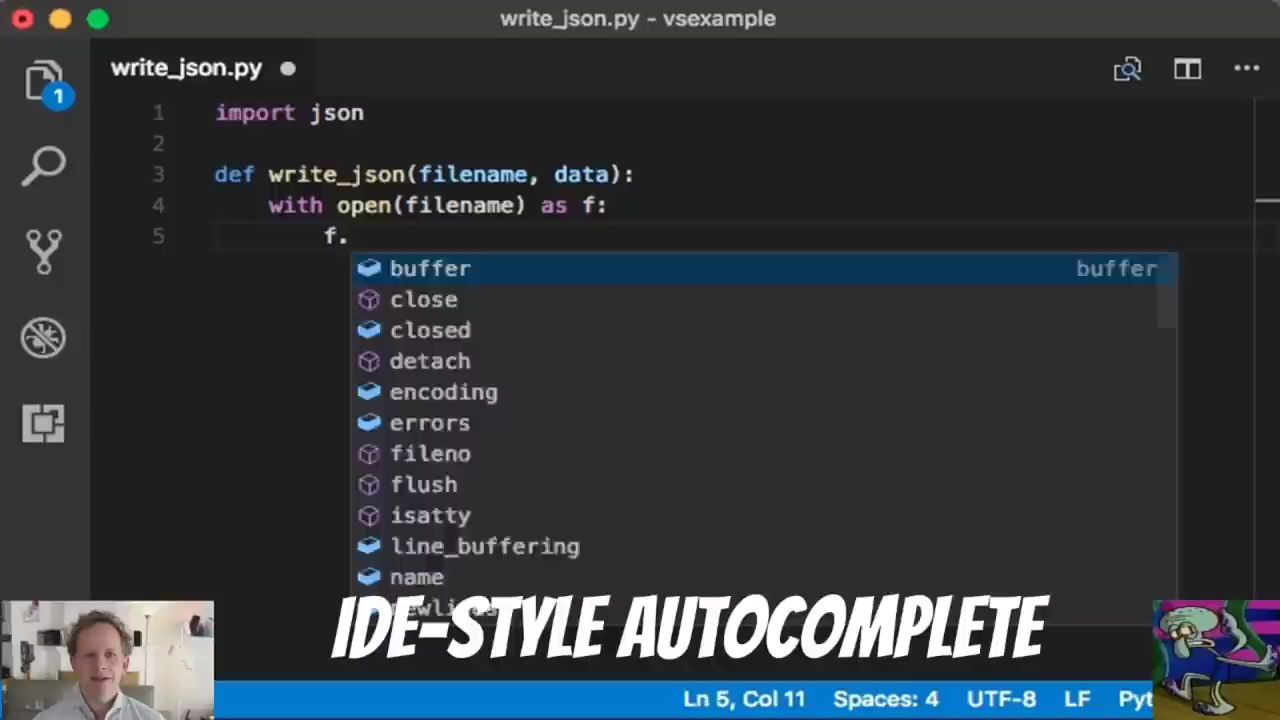 write_json.py - vsexample
write_json.py
1
1 import json
2
3 def write_json(filename, data):
4 with open(filename) as f:
5 f.
buffer buffer
close
closed
detach
encoding
errors
fileno
flush
isatty
line_buffering
name
IDE-STYLE AUTOCOMPLETE
Ln 5, Col 11 Spaces: 4 UTF-8 LF Pyt